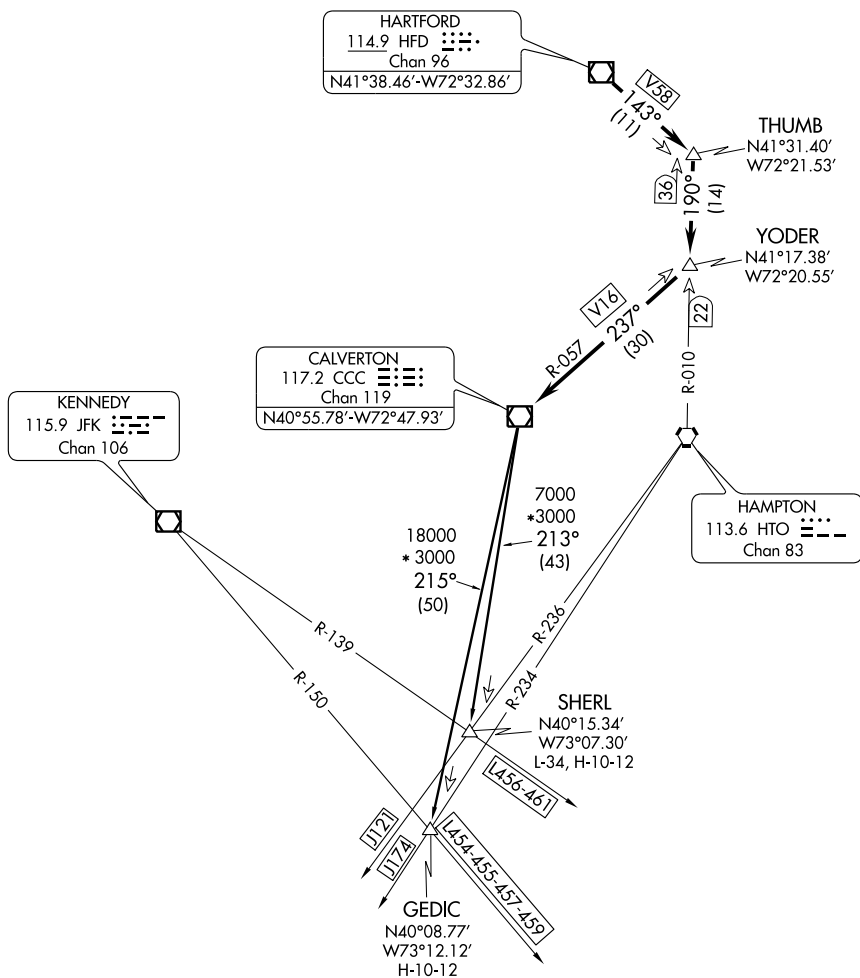 HARTFORD
114.9 HFD
Chan 96
N41°38.46'-W72°32.86'
V58
143°
(11)
THUMB
N41°31.40'
W72°21.53'
36
190°
(14)
YODER
N41°17.38'
W72°20.55'
V16
237°
(30)
R-057
22
R-010
CALVERTON
117.2 CCC
Chan 119
N40°55.78'-W72°47.93'
KENNEDY
115.9 JFK
Chan 106
HAMPTON
113.6 HTO
Chan 83
7000
*3000
213°
(43)
18000
*3000
215°
(50)
R-139
R-150
R-236
R-234
SHERL
N40°15.34'
W73°07.30'
L-34, H-10-12
L456-461
J121
J174
L454-455-457-459
GEDIC
N40°08.77'
W73°12.12'
H-10-12